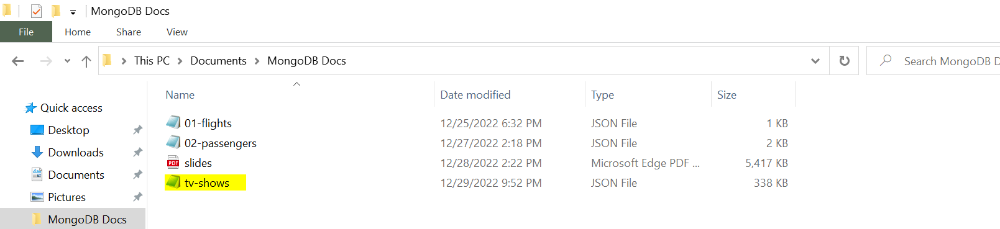 MongoDB Docs
File Home Share View
This PC Documents MongoDB Docs Search MongoDB D
Name Date modified Type Size
Quick access
Desktop
Downloads
Documents
Pictures
MongoDB Docs
01-flights 12/25/2022 6:32 PM JSON File 1 KB
02-passengers 12/27/2022 2:18 PM JSON File 2 KB
PDF slides 12/28/2022 2:22 PM Microsoft Edge PDF ... 5,417 KB
tv-shows 12/29/2022 9:52 PM JSON File 338 KB